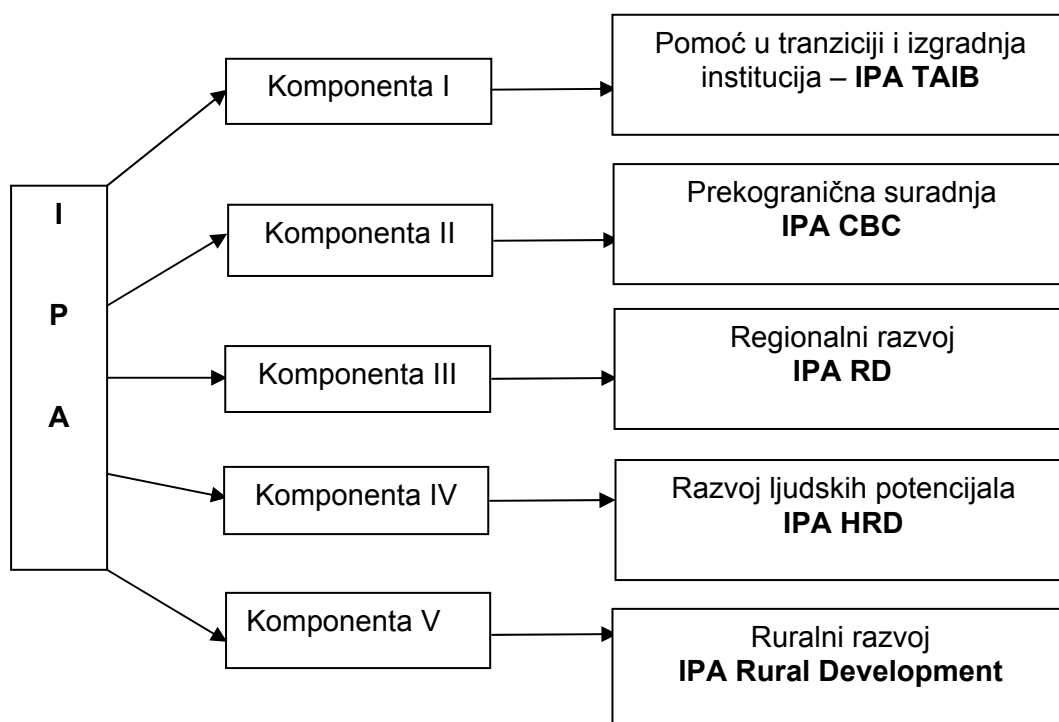 I
P
A
Komponenta I
Pomoć u tranziciji i izgradnja
institucija – IPA TAIB
Komponenta II
Prekogranična suradnja
IPA CBC
Komponenta III
Regionalni razvoj
IPA RD
Komponenta IV
Razvoj ljudskih potencijala
IPA HRD
Komponenta V
Ruralni razvoj
IPA Rural Development